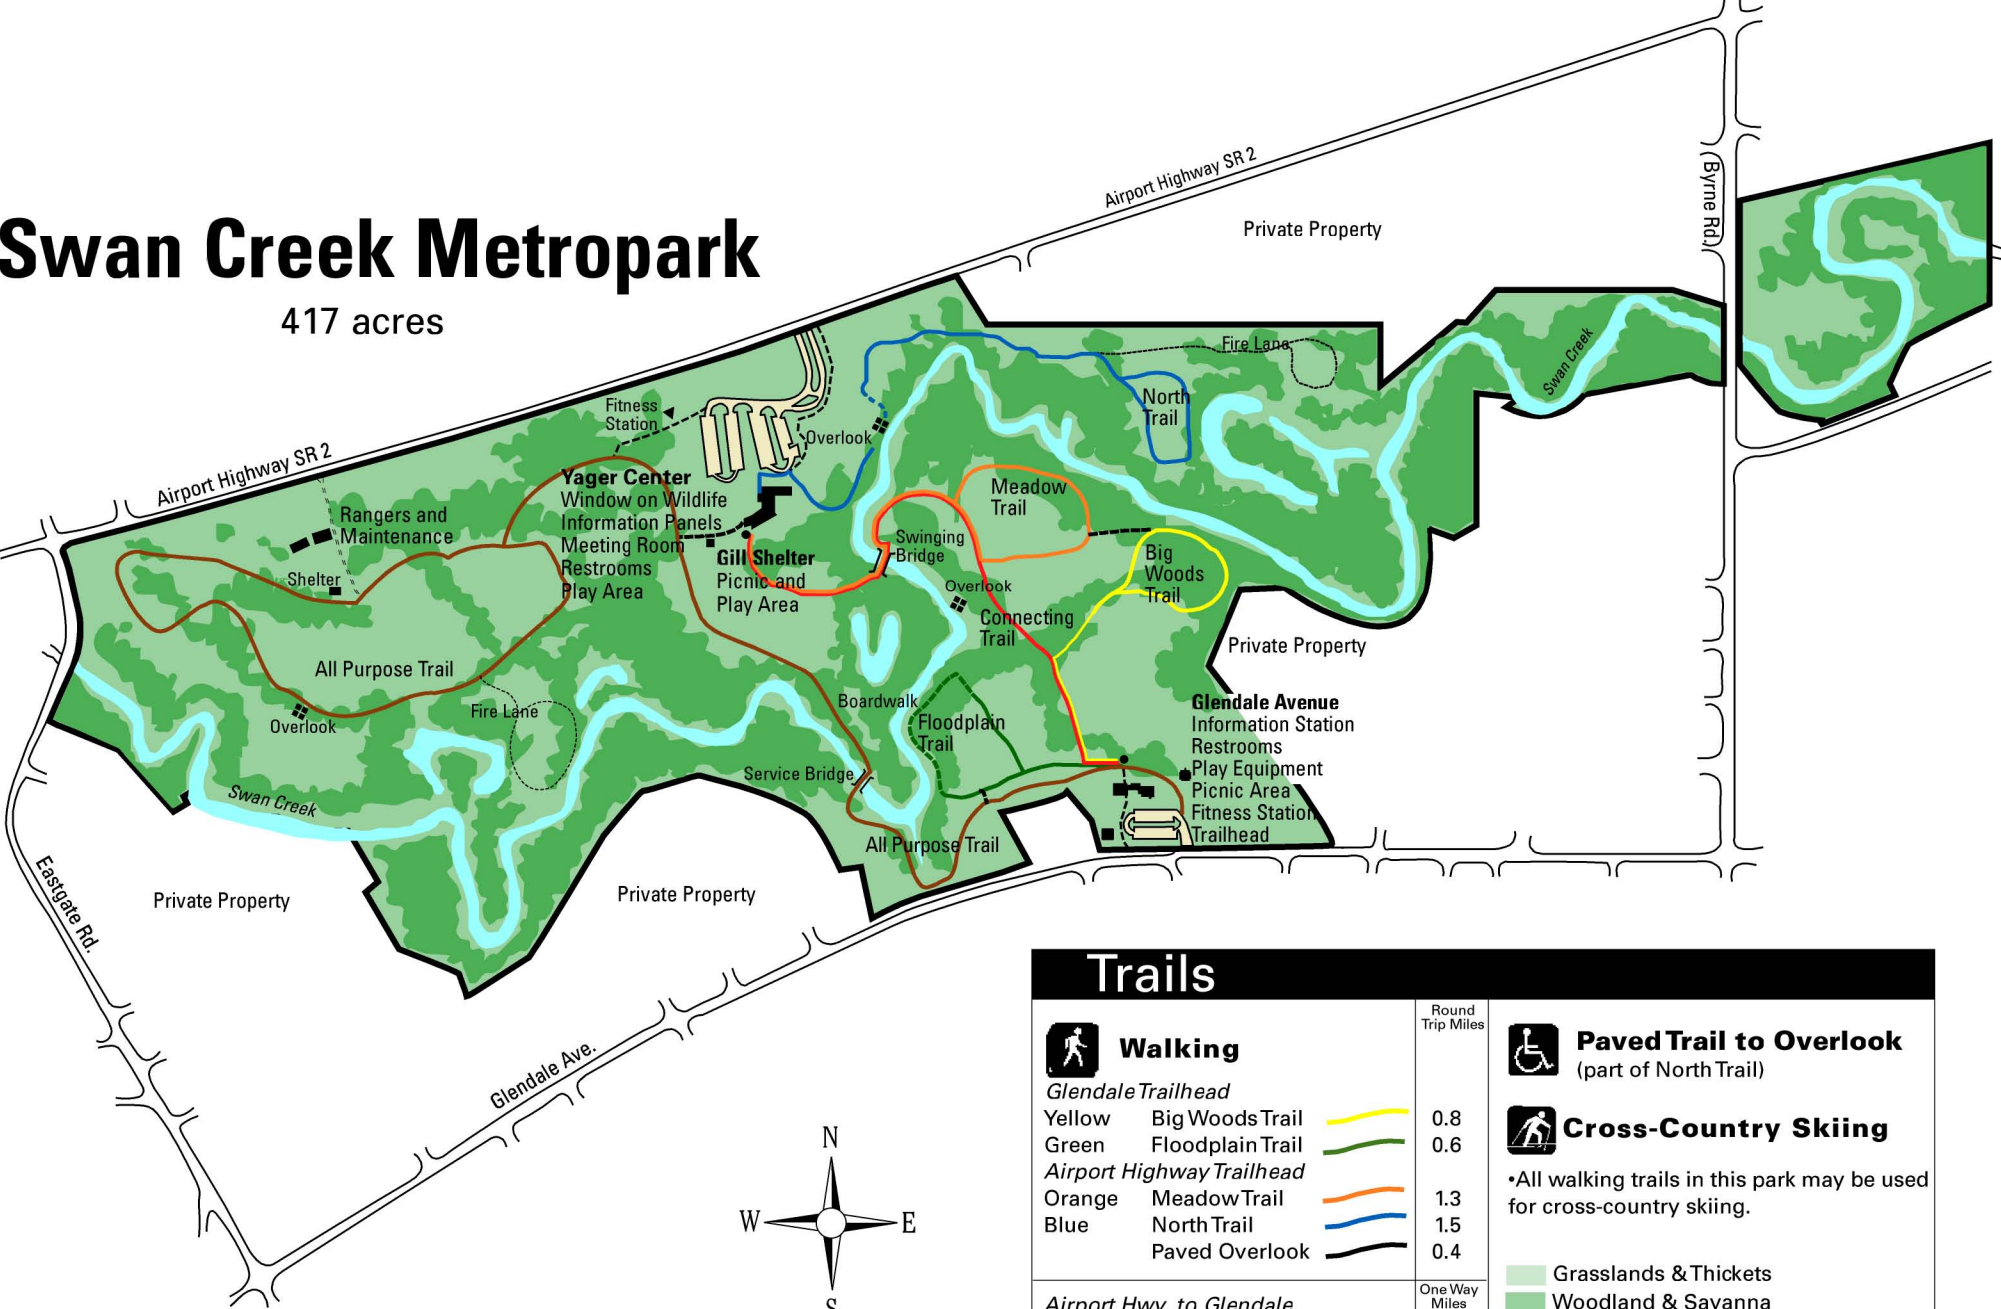 Swan Creek Metropark
417 acres
Airport Highway SR 2
Private Property
Byrne Rd.
Swan Creek
Fire Lane
North
Trail
Fitness
Station
Overlook
Airport Highway SR 2
Yager Center
Window on Wildlife
Information Panels
Meeting Room
Restrooms
Play Area
Rangers and
Maintenance
Shelter
Gill Shelter
Picnic and
Play Area
Meadow
Trail
Swinging
Bridge
Big
Woods
Trail
Overlook
Connecting
Trail
Private Property
All Purpose Trail
Overlook
Fire Lane
Boardwalk
Floodplain
Trail
Service Bridge
Glendale Avenue
Information Station
Restrooms
Play Equipment
Picnic Area
Fitness Station
Trailhead
Swan Creek
All Purpose Trail
Eastgate Rd.
Private Property
Private Property
Glendale Ave.
N
W
E
S
Trails
Round
Trip Miles
Walking
Glendale Trailhead
Yellow Big Woods Trail 0.8
Green Floodplain Trail 0.6
Airport Highway Trailhead
Orange Meadow Trail 1.3
Blue North Trail 1.5
Paved Overlook 0.4
One Way
Miles
Airport Hwy. to Glendale
Paved Trail to Overlook
(part of North Trail)
Cross-Country Skiing
•All walking trails in this park may be used
for cross-country skiing.
Grasslands & Thickets
Woodland & Savanna